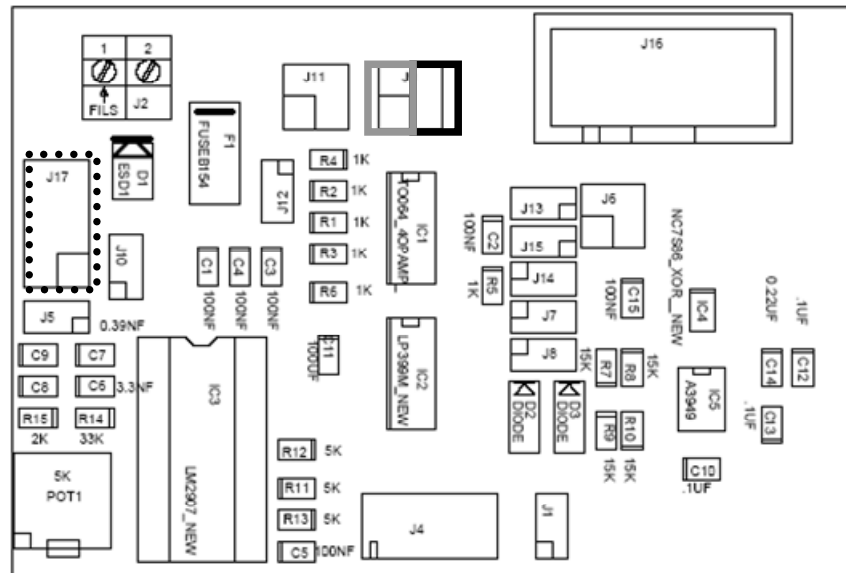 1 2
J2
FILS
J11
J
J16
F1
FUSEB154
D1
ESD1
J17
J12
R4 1K
R2 1K
R1 1K
R3 1K
R6 1K
TO064_4OPAMP
IC1
J13
J15
J14
J7
J8
J6
C2
100NF
R5
1K
C15
100NF
NC7S86_XOR_NEW
IC4
J10
J5
0.39NF
C1
100NF
C4
100NF
C3
100NF
C11
100UF
LP399M_NEW
IC2
0.22UF
.1UF
C14
C12
C9
C7
C8
C6
3.3NF
R15
2K
R14
33K
IC3
LM2907_NEW
15K
R7
R8
15K
D2
DIODE
D3
DIODE
R9
15K
R10
15K
IC5
A3949
.1UF
C13
C10
.1UF
5K
POT1
R12 5K
R11 5K
R13 5K
C5 100NF
J4
J1